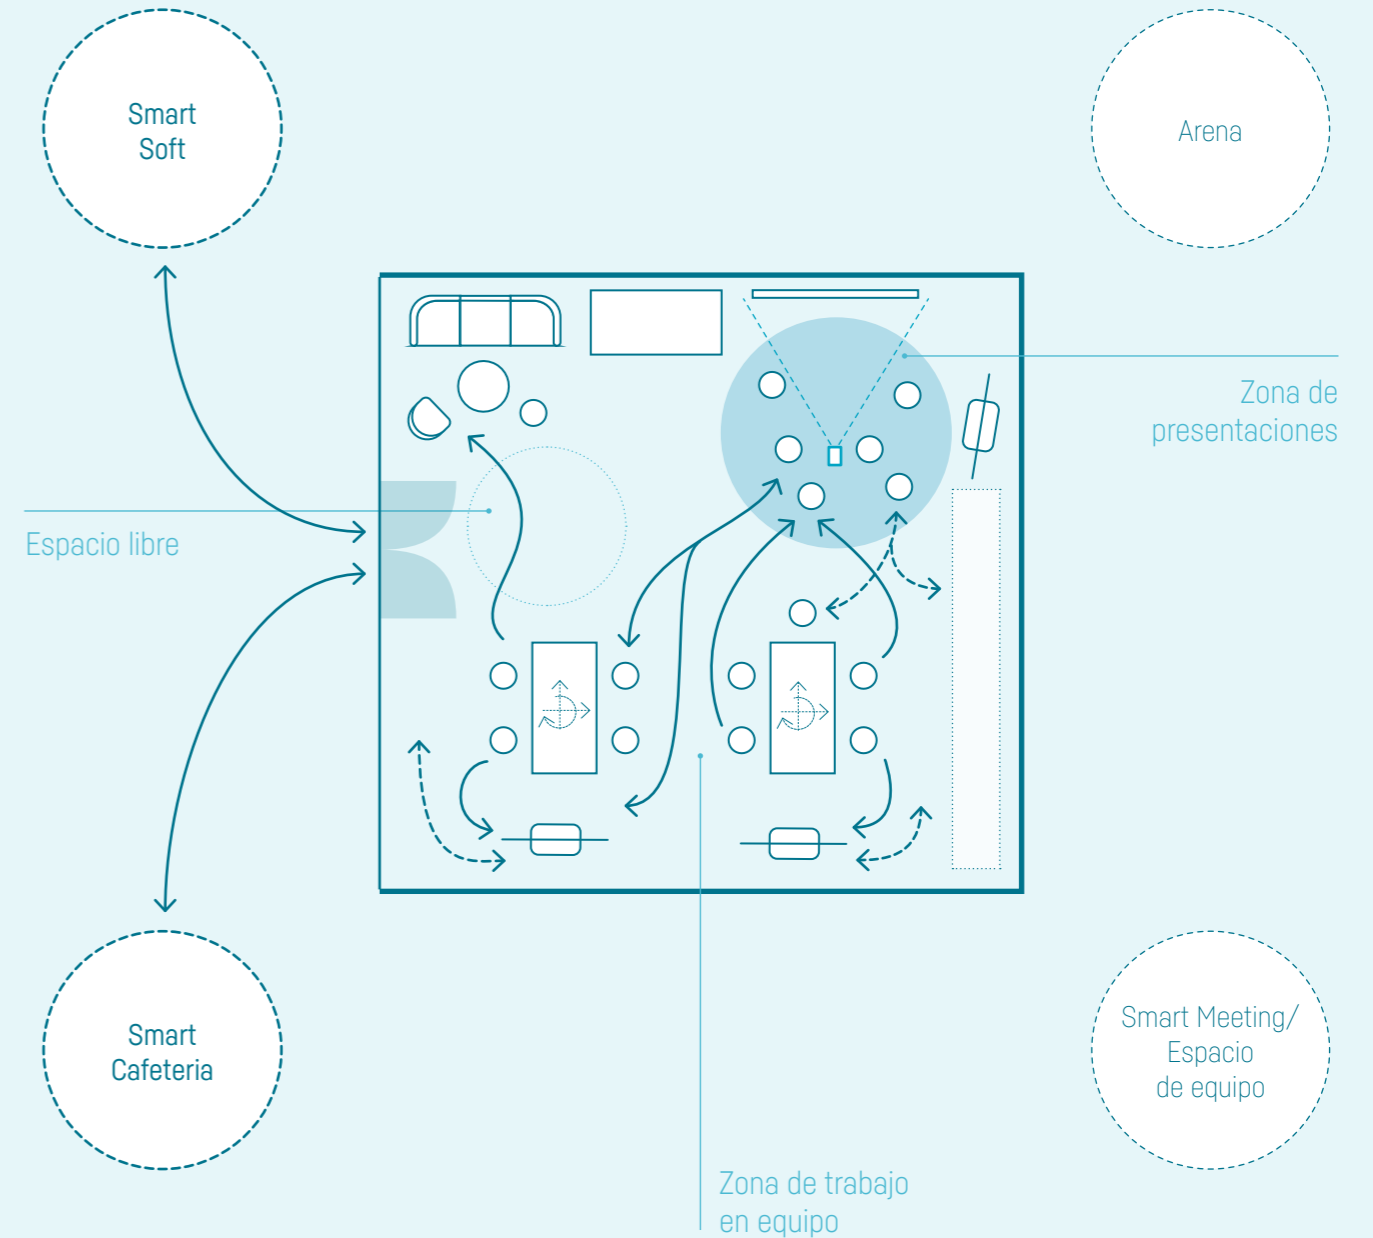 Smart
Soft
Arena
Zona de
presentaciones
Espacio libre
Smart
Cafeteria
Smart Meeting/
Espacio
de equipo
Zona de trabajo
en equipo